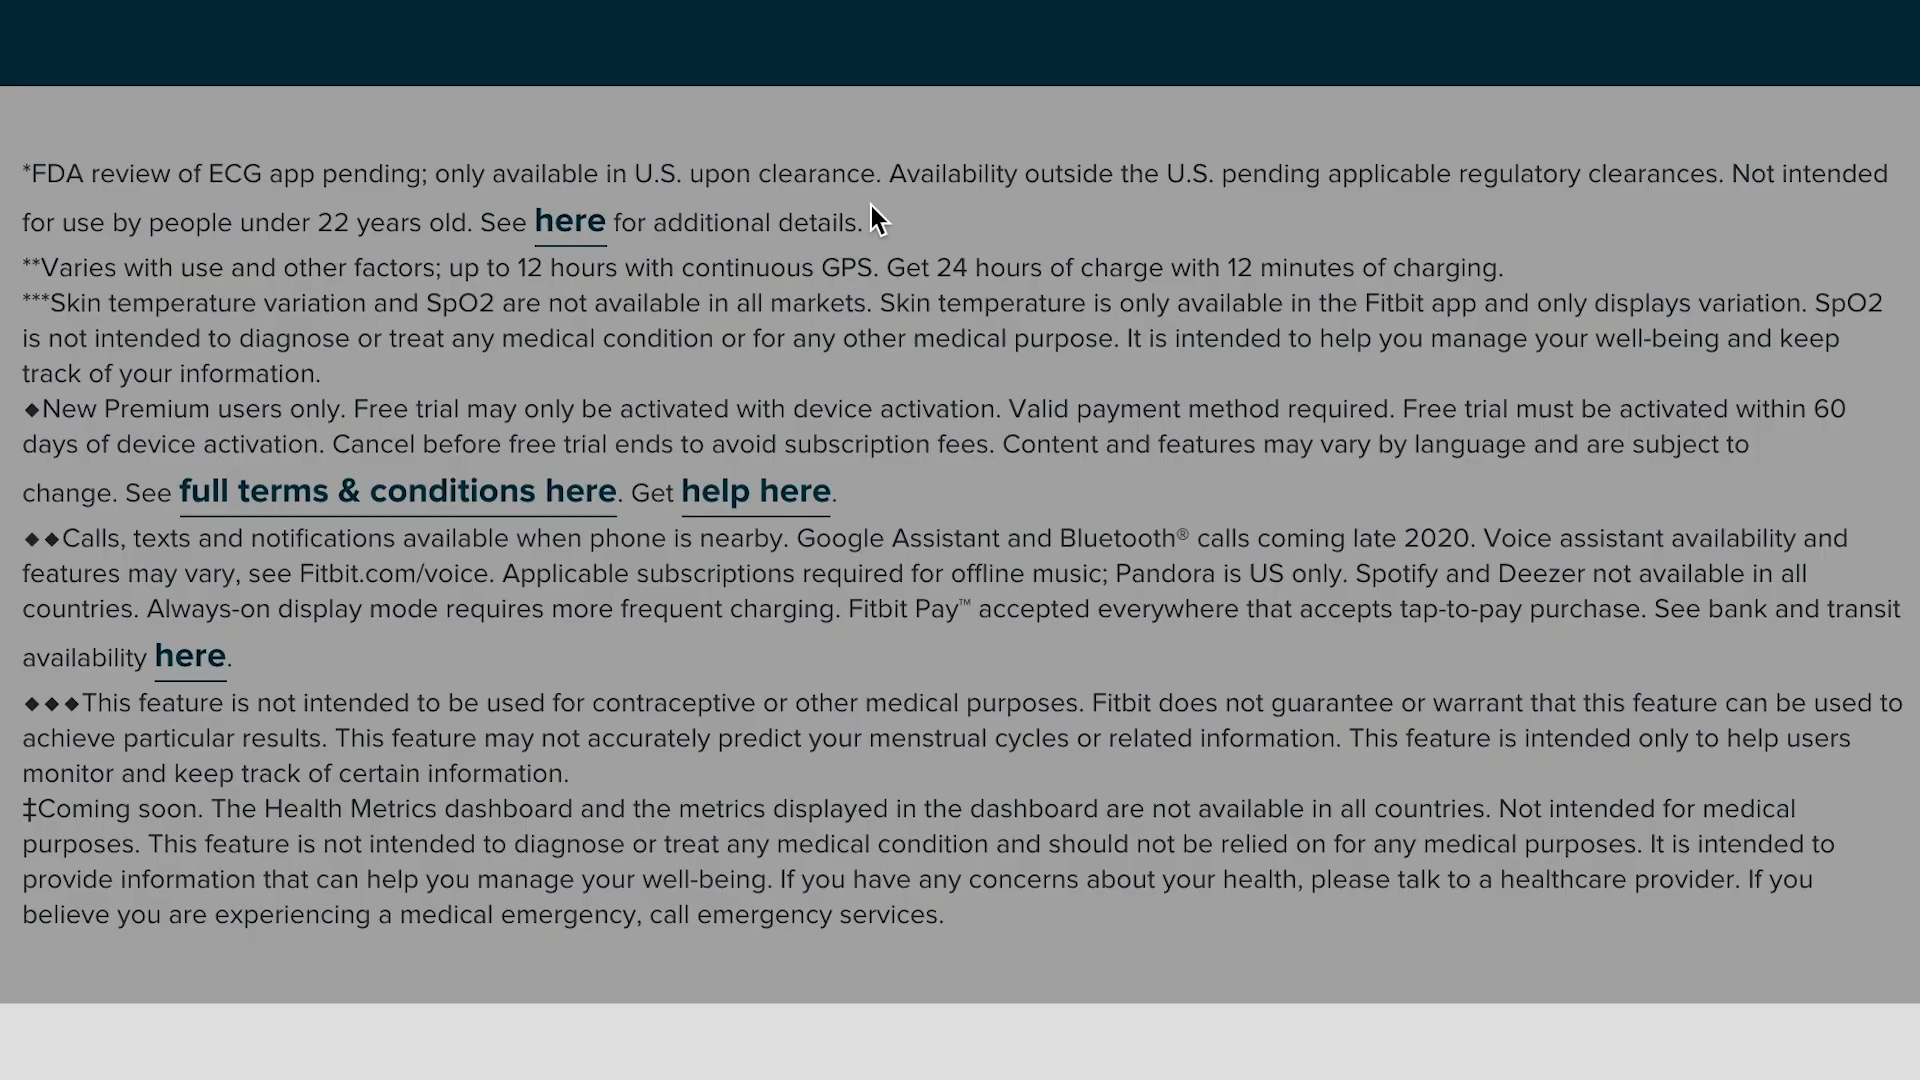 *FDA review of ECG app pending; only available in U.S. upon clearance. Availability outside the U.S. pending applicable regulatory clearances. Not intended
for use by people under 22 years old. See here for additional details.
**Varies with use and other factors; up to 12 hours with continuous GPS. Get 24 hours of charge with 12 minutes of charging.
***Skin temperature variation and SpO2 are not available in all markets. Skin temperature is only available in the Fitbit app and only displays variation. SpO2
is not intended to diagnose or treat any medical condition or for any other medical purpose. It is intended to help you manage your well-being and keep
track of your information.
◆New Premium users only. Free trial may only be activated with device activation. Valid payment method required. Free trial must be activated within 60
days of device activation. Cancel before free trial ends to avoid subscription fees. Content and features may vary by language and are subject to
change. See full terms & conditions here. Get help here.
◆◆Calls, texts and notifications available when phone is nearby. Google Assistant and Bluetooth® calls coming late 2020. Voice assistant availability and
features may vary, see Fitbit.com/voice. Applicable subscriptions required for offline music; Pandora is US only. Spotify and Deezer not available in all
countries. Always-on display mode requires more frequent charging. Fitbit Pay™ accepted everywhere that accepts tap-to-pay purchase. See bank and transit
availability here.
◆◆◆This feature is not intended to be used for contraceptive or other medical purposes. Fitbit does not guarantee or warrant that this feature can be used to
achieve particular results. This feature may not accurately predict your menstrual cycles or related information. This feature is intended only to help users
monitor and keep track of certain information.
‡Coming soon. The Health Metrics dashboard and the metrics displayed in the dashboard are not available in all countries. Not intended for medical
purposes. This feature is not intended to diagnose or treat any medical condition and should not be relied on for any medical purposes. It is intended to
provide information that can help you manage your well-being. If you have any concerns about your health, please talk to a healthcare provider. If you
believe you are experiencing a medical emergency, call emergency services.